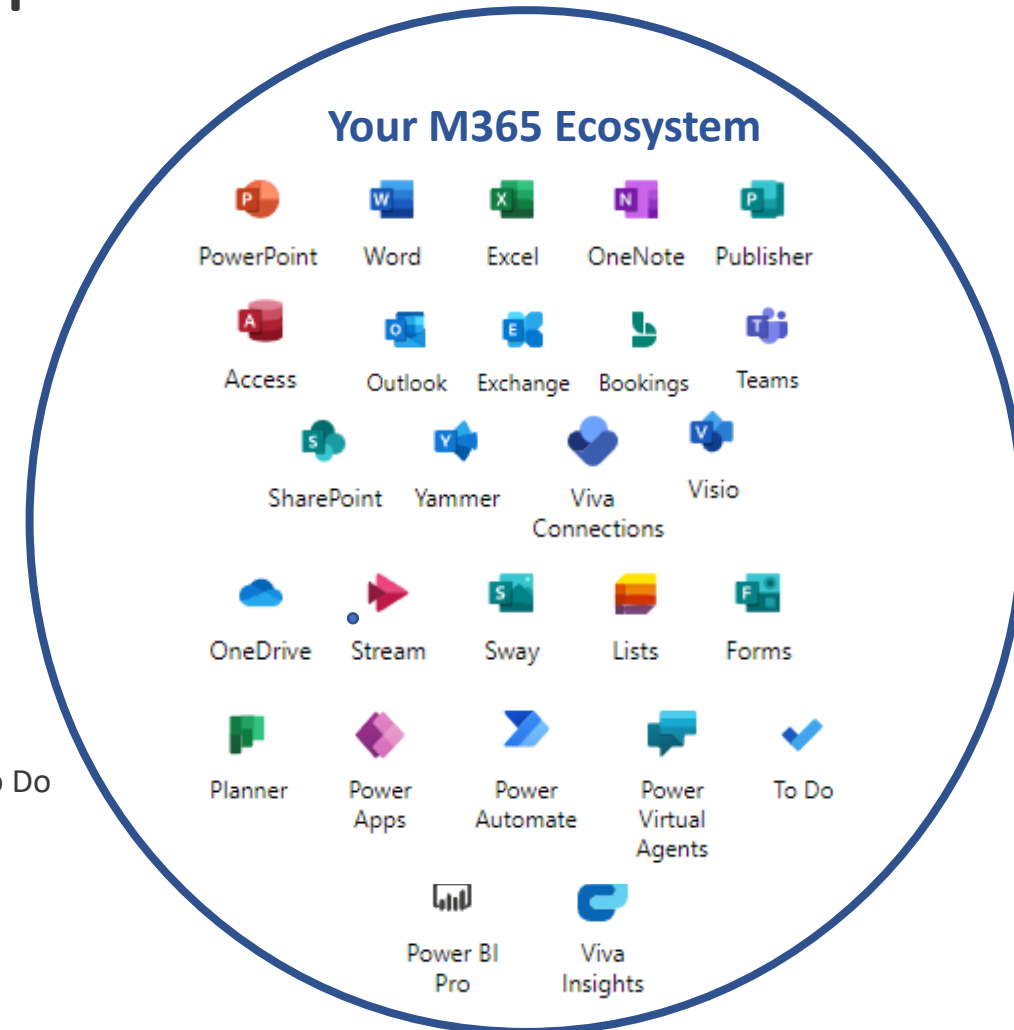 Your M365 Ecosystem
P W X N P
PowerPoint Word Excel OneNote Publisher
A O E T
Access Outlook Exchange Bookings Teams
S Y V
SharePoint Yammer Viva Connections Visio
S F
OneDrive Stream Sway Lists Forms
Planner Power Apps Power Automate Power Virtual Agents To Do
Do
Power BI Pro Viva Insights